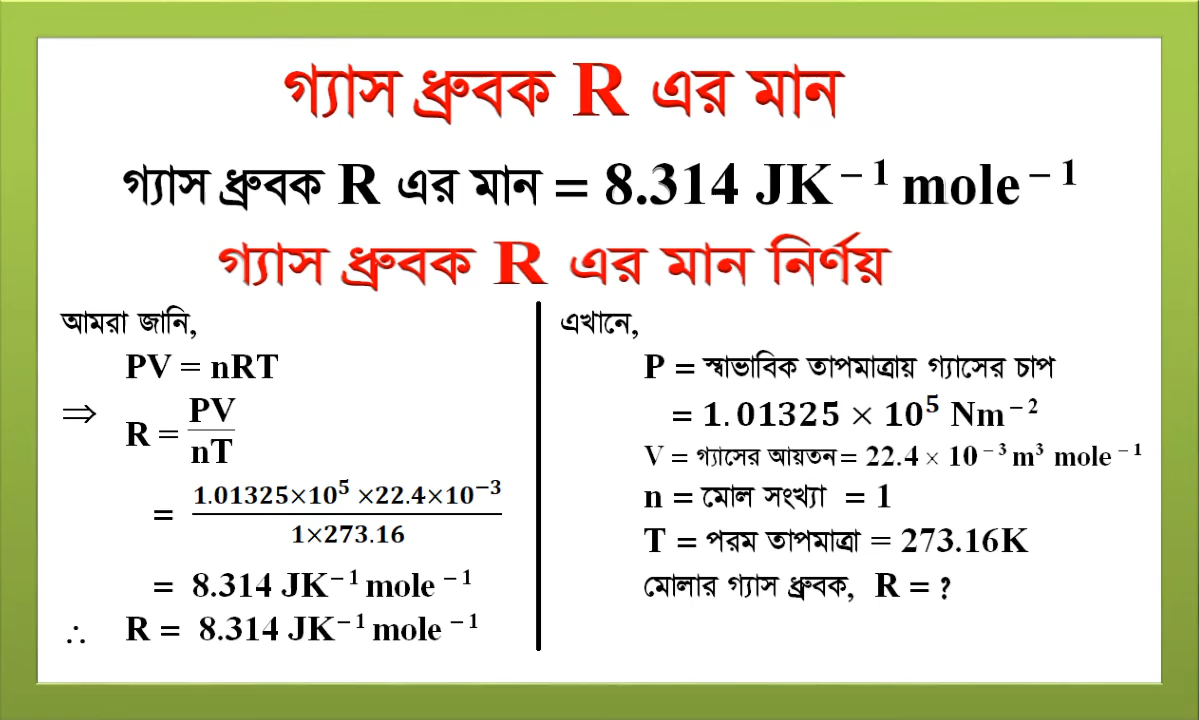 গ্যাস ধ্রুবক R এর মান
গ্যাস ধ্রুবক R এর মান = 8.314 JK⁻¹ mole⁻¹
গ্যাস ধ্রুবক R এর মান নির্ণয়
আমরা জানি,
PV = nRT
⇒ R = PV/nT
= 1.01325×10⁵ ×22.4×10⁻³ / 1×273.16
= 8.314 JK⁻¹ mole⁻¹
∴ R = 8.314 JK⁻¹ mole⁻¹
এখানে,
P = স্বাভাবিক তাপমাত্রায় গ্যাসের চাপ
= 1.01325 × 10⁵ Nm⁻²
V = গ্যাসের আয়তন = 22.4 × 10⁻³ m³ mole⁻¹
n = মোল সংখ্যা = 1
T = পরম তাপমাত্রা = 273.16K
মোলার গ্যাস ধ্রুবক, R = ?